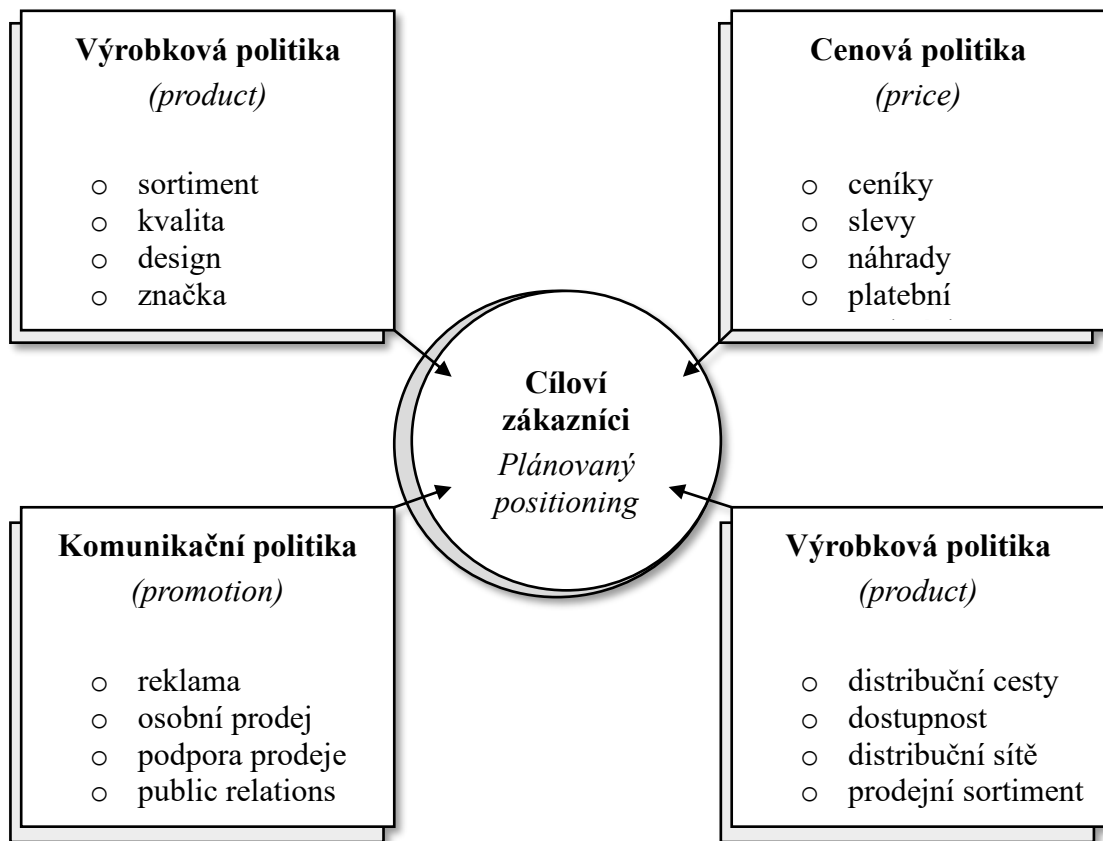 Výrobková politika
(product)
o sortiment
o kvalita
o design
o značka
Cenová politika
(price)
o ceníky
o slevy
o náhrady
o platební
Cíloví
zákazníci
Plánovaný
positioning
Komunikační politika
(promotion)
o reklama
o osobní prodej
o podpora prodeje
o public relations
Výrobková politika
(product)
o distribuční cesty
o dostupnost
o distribuční sítě
o prodejní sortiment